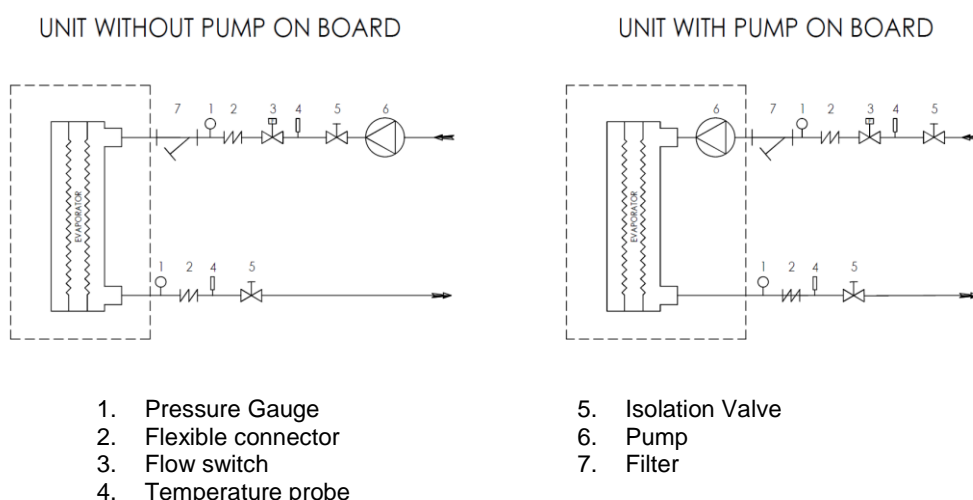 UNIT WITHOUT PUMP ON BOARD
UNIT WITH PUMP ON BOARD
7 1 2 3 4 5 6
EVAPORATOR
1 2 4 5
6 7 1 2 3 4 5
EVAPORATOR
1 2 4 5
1. Pressure Gauge
2. Flexible connector
3. Flow switch
4. Temperature probe
5. Isolation Valve
6. Pump
7. Filter